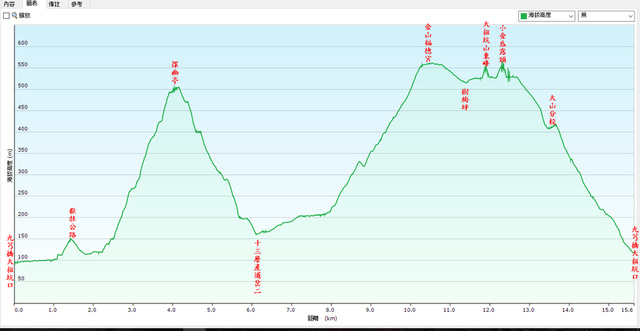 內容 圖表 備註 參考
縮放
海拔高度
無
海拔高度 (m)
600
550
500
450
400
350
300
250
200
150
100
50
九芎橋大粗坑口
猴牡公路
探幽亭
十三層產道岔二
金山福德宮
樹梅坪
大粗坑山東峰
小金瓜露頭
大山分校
九芎橋大粗坑口
0.0 1.0 2.0 3.0 4.0 5.0 6.0 7.0 8.0 9.0 10.0 11.0 12.0 13.0 14.0 15.0 15.6
距離 (km)